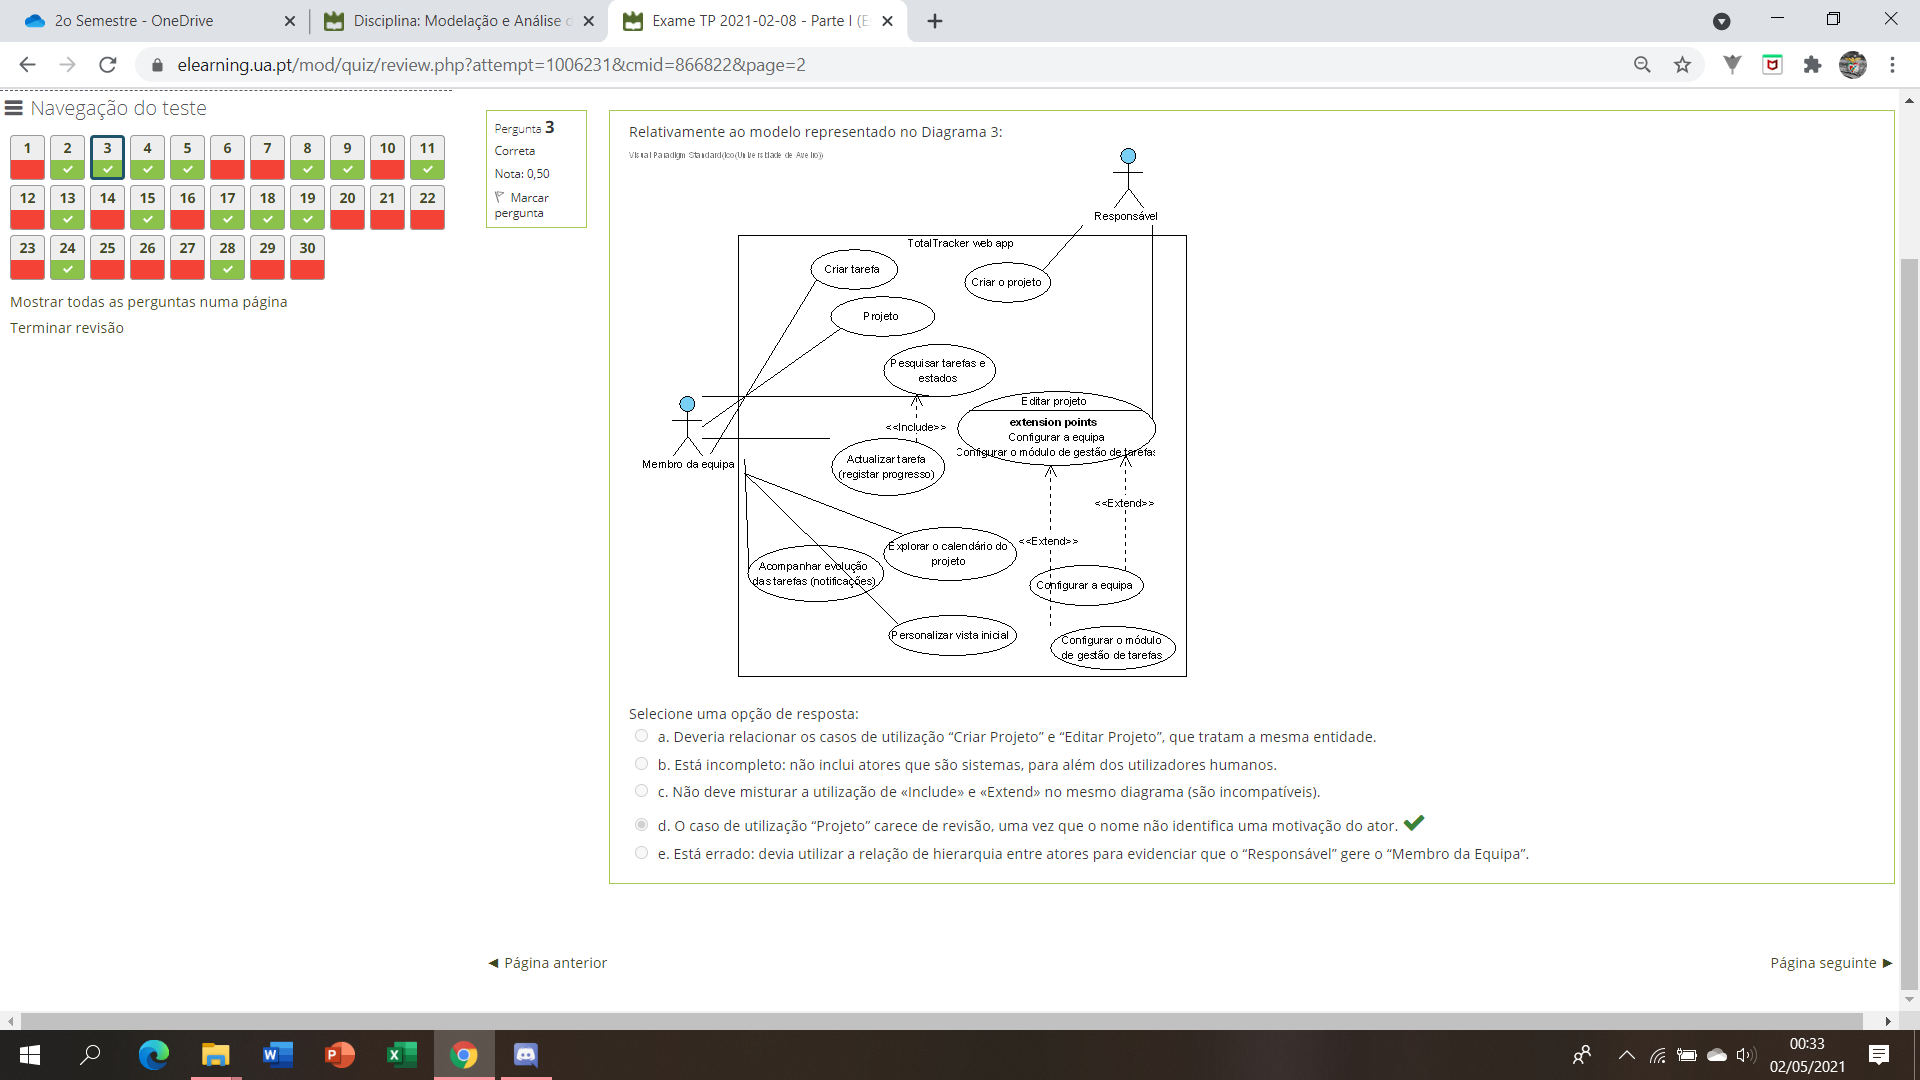 2o Semestre - OneDrive
Disciplina: Modelação e Análise d
Exame TP 2021-02-08 - Parte I (E
elearning.ua.pt/mod/quiz/review.php?attempt=1006231&cmid=866822&page=2
Navegação do teste
1 2 3 4 5 6 7 8 9 10 11
12 13 14 15 16 17 18 19 20 21 22
23 24 25 26 27 28 29 30
Mostrar todas as perguntas numa página
Terminar revisão
Pergunta 3
Correta
Nota: 0,50
Marcar
pergunta
Relativamente ao modelo representado no Diagrama 3:
Visual Paradigm Standard(ico(Universidade de Aveiro))
Responsável
TotalTracker web app
Criar tarefa
Criar o projeto
Projeto
Pesquisar tarefas e
estados
Editar projeto
extension points
Configurar a equipa
Configurar o módulo de gestão de tarefas
<<Include>>
Membro da equipa
Actualizar tarefa
(registar progresso)
<<Extend>>
<<Extend>>
Explorar o calendário do
projeto
Acompanhar evolução
das tarefas (notificações)
Configurar a equipa
Personalizar vista inicial
Configurar o módulo
de gestão de tarefas
Selecione uma opção de resposta:
a. Deveria relacionar os casos de utilização “Criar Projeto” e “Editar Projeto”, que tratam a mesma entidade.
b. Está incompleto: não inclui atores que são sistemas, para além dos utilizadores humanos.
c. Não deve misturar a utilização de «Include» e «Extend» no mesmo diagrama (são incompatíveis).
d. O caso de utilização “Projeto” carece de revisão, uma vez que o nome não identifica uma motivação do ator.
e. Está errado: devia utilizar a relação de hierarquia entre atores para evidenciar que o “Responsável” gere o “Membro da Equipa”.
◄ Página anterior
Página seguinte ►
00:33
02/05/2021